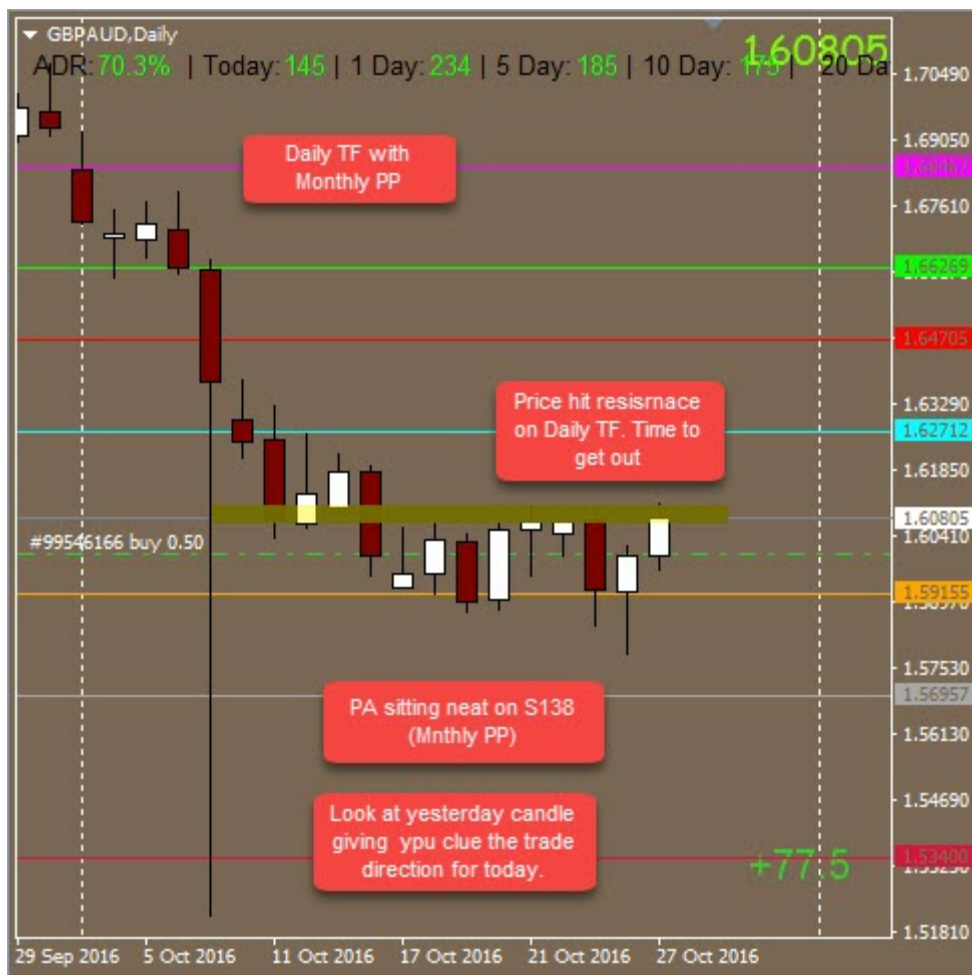 GBPAUD,Daily
1.60805
ADR: 70.3% | Today: 145 | 1 Day: 234 | 5 Day: 185 | 10 Day: 175 | 20 Da
1.70490
1.69050
Daily TF with
Monthly PP
1.67610
1.66269
1.64705
Price hit resisrnace
on Daily TF. Time to
get out
1.63290
1.62712
1.61850
1.60805
1.60410
#99546166 buy 0.50
1.59155
1.58970
1.57530
1.56957
PA sitting neat on S138
(Mnthly PP)
1.56130
1.54690
Look at yesterday candle
giving ypu clue the trade
direction for today.
+77.5
1.53400
1.53250
1.51810
29 Sep 2016 5 Oct 2016 11 Oct 2016 17 Oct 2016 21 Oct 2016 27 Oct 2016